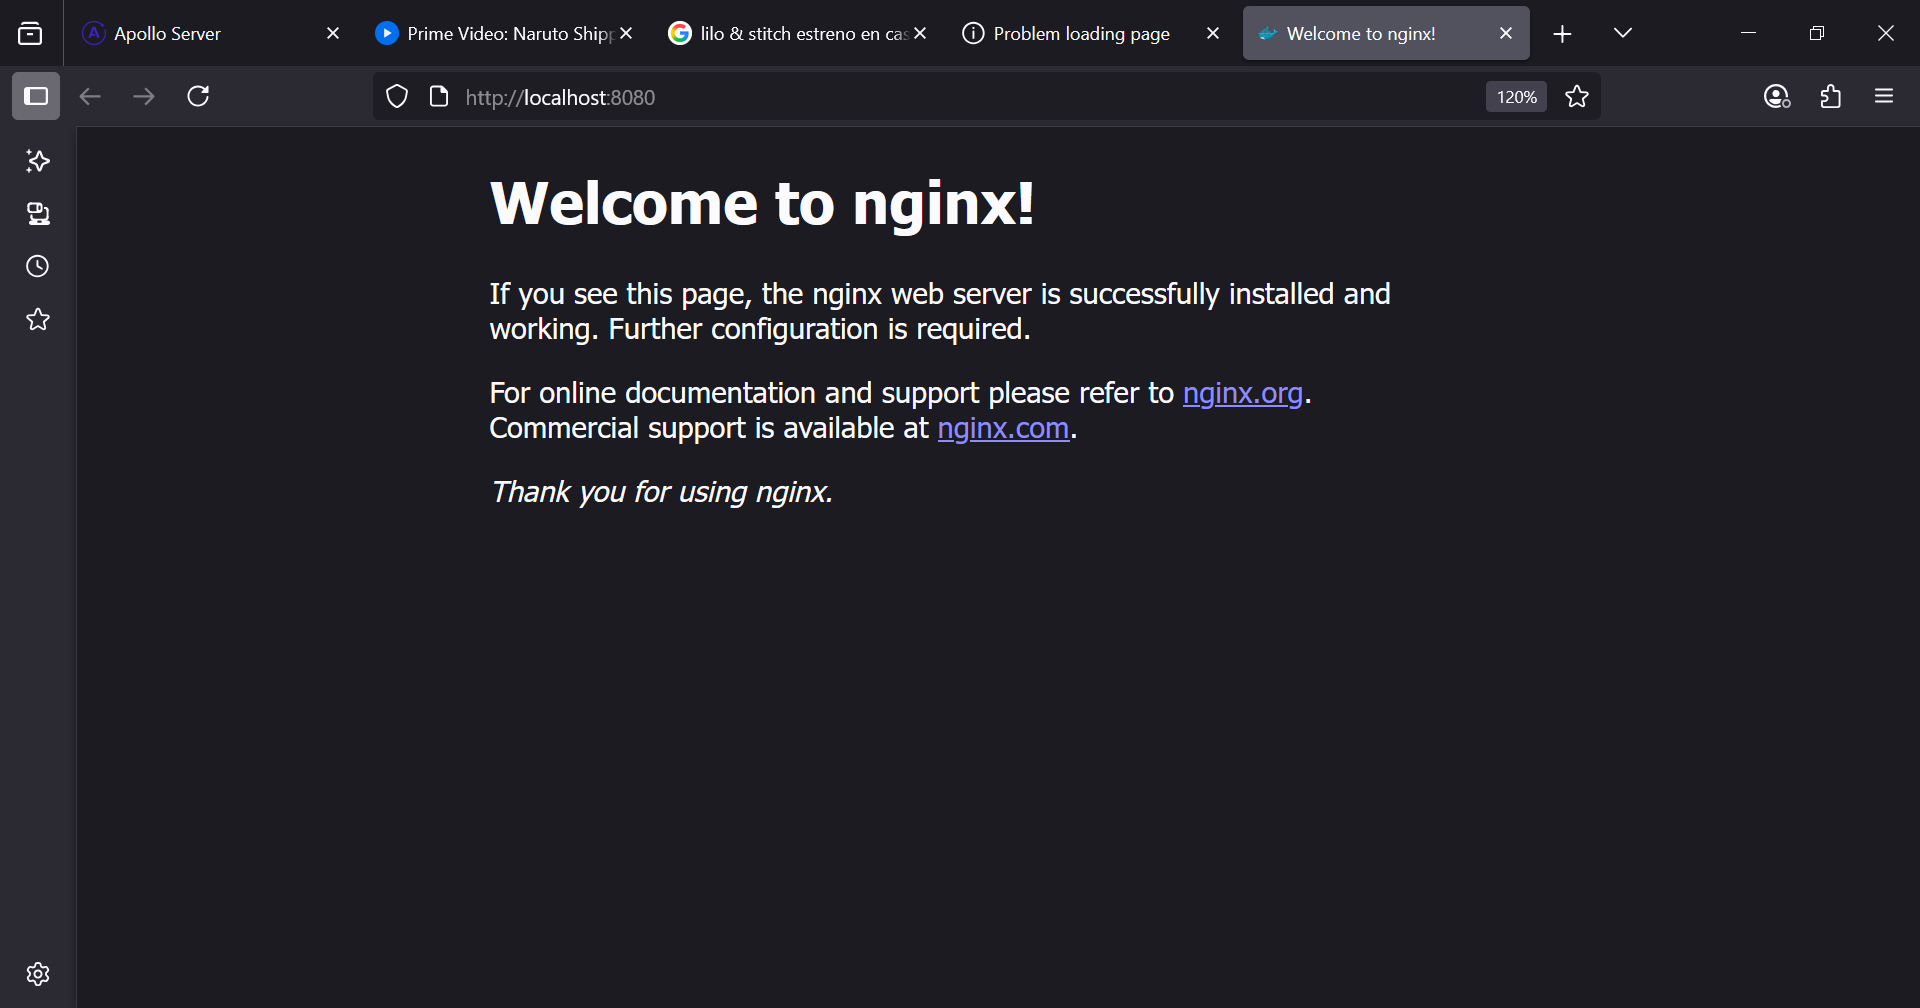 Apollo Server
Prime Video: Naruto Ship
lilo & stitch estreno en cas
Problem loading page
Welcome to nginx!
http://localhost:8080
120%
Welcome to nginx!
If you see this page, the nginx web server is successfully installed and
working. Further configuration is required.
For online documentation and support please refer to nginx.org.
Commercial support is available at nginx.com.
Thank you for using nginx.